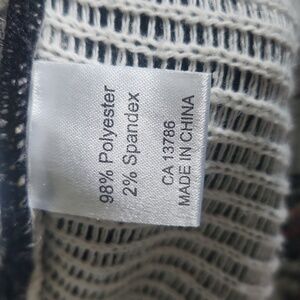 98% Polyester
2% Spandex
CA 13786
MADE IN CHINA